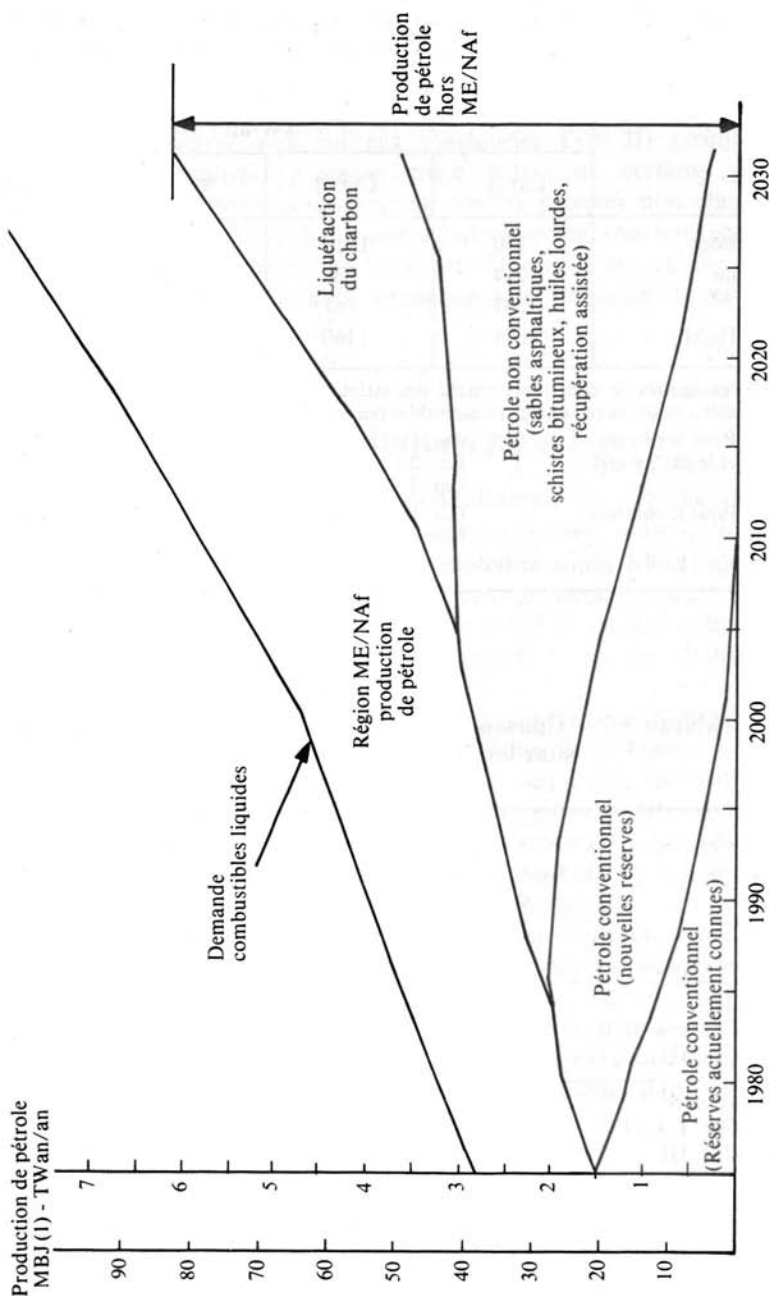 Production de pétrole
MBJ (1) - TWan/an
90
80
70
60
50
40
30
20
10
7
6
5
4
3
2
1
Demande
combustibles liquides
Région ME/NAf
production
de pétrole
Liquéfaction
du charbon
Production
de pétrole
hors
ME/NAf
Pétrole non conventionnel
(sables asphaltiques,
schistes bitumineux, huiles lourdes,
récupération assistée)
Pétrole conventionnel
(nouvelles réserves)
Pétrole conventionnel
(Réserves actuellement connues)
1980
1990
2000
2010
2020
2030